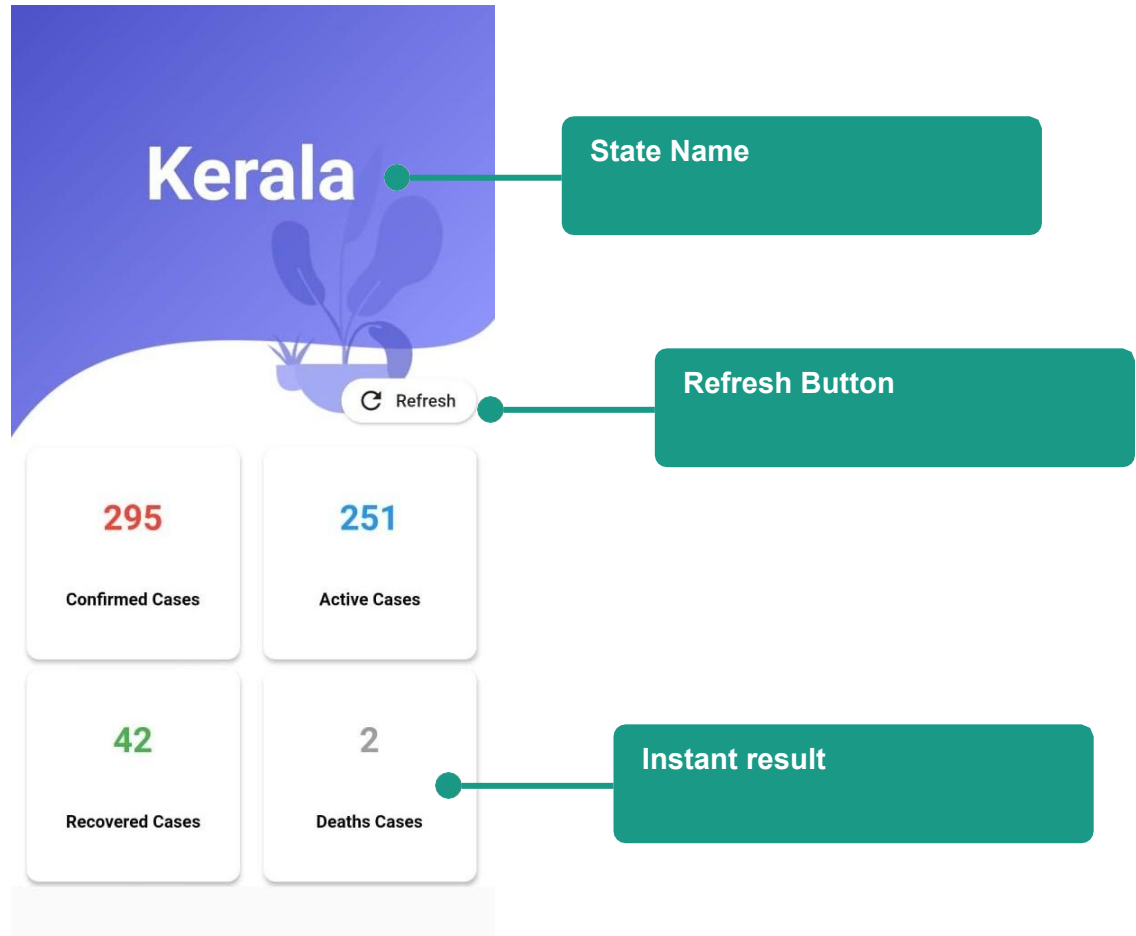 Kerala
State Name
Refresh
Refresh Button
295
251
Confirmed Cases
Active Cases
42
2
Instant result
Recovered Cases
Deaths Cases